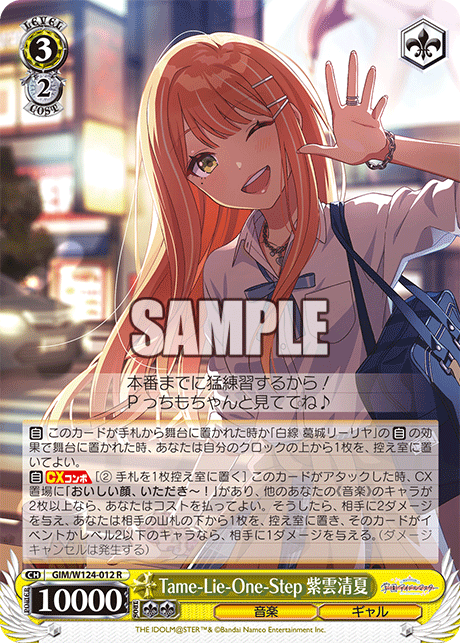 LEVEL
3
2
COST
SAMPLE
本番までに猛練習するから！
Pっちもちゃんと見ててね♪
自 このカードが手札から舞台に置かれた時か「白線 葛城リーリヤ」の自の効
果で舞台に置かれた時、あなたは自分のクロックの上から1枚を、控え室に置
いてよい。
自 CXコンボ [② 手札を1枚控え室に置く] このカードがアタックした時、CX
置場に「おいしい顔、いただき～！」があり、他のあなたの《音楽》のキャラが
2枚以上なら、あなたはコストを払ってよい。そうしたら、相手に2ダメージ
を与え、あなたは相手の山札の下から1枚を、控え室に置き、そのカードがイ
ベントかレベル2以下のキャラなら、相手に1ダメージを与える。（ダメージ
キャンセルは発生する）
CH GIM/W124-012 R
POWER
10000
SOUL
Tame-Lie-One-Step 紫雲清夏
学園アイドルマスター
音楽
ギャル
THE IDOLM@STER™& ©Bandai Namco Entertainment Inc.